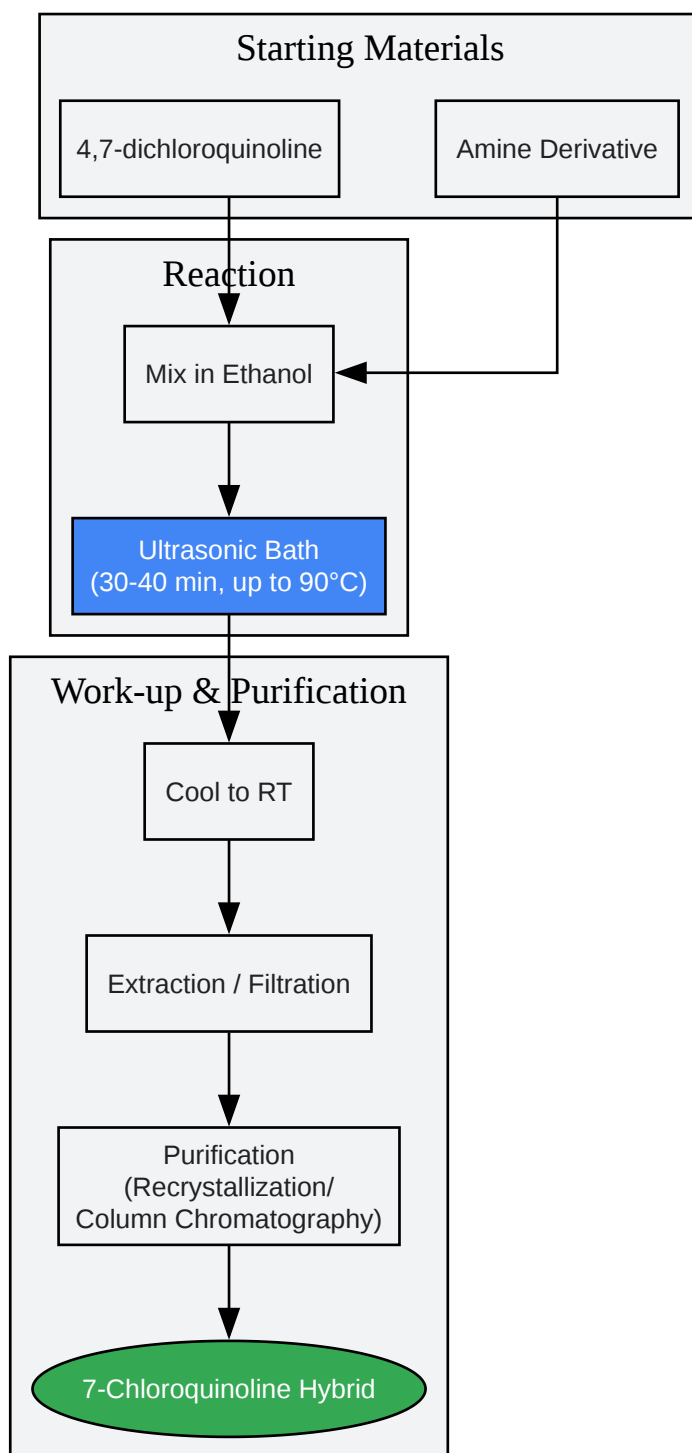 Starting Materials
4,7-dichloroquinoline
Amine Derivative
Reaction
Mix in Ethanol
Ultrasonic Bath
(30-40 min, up to 90°C)
Work-up & Purification
Cool to RT
Extraction / Filtration
Purification
(Recrystallization/
Column Chromatography)
7-Chloroquinoline Hybrid